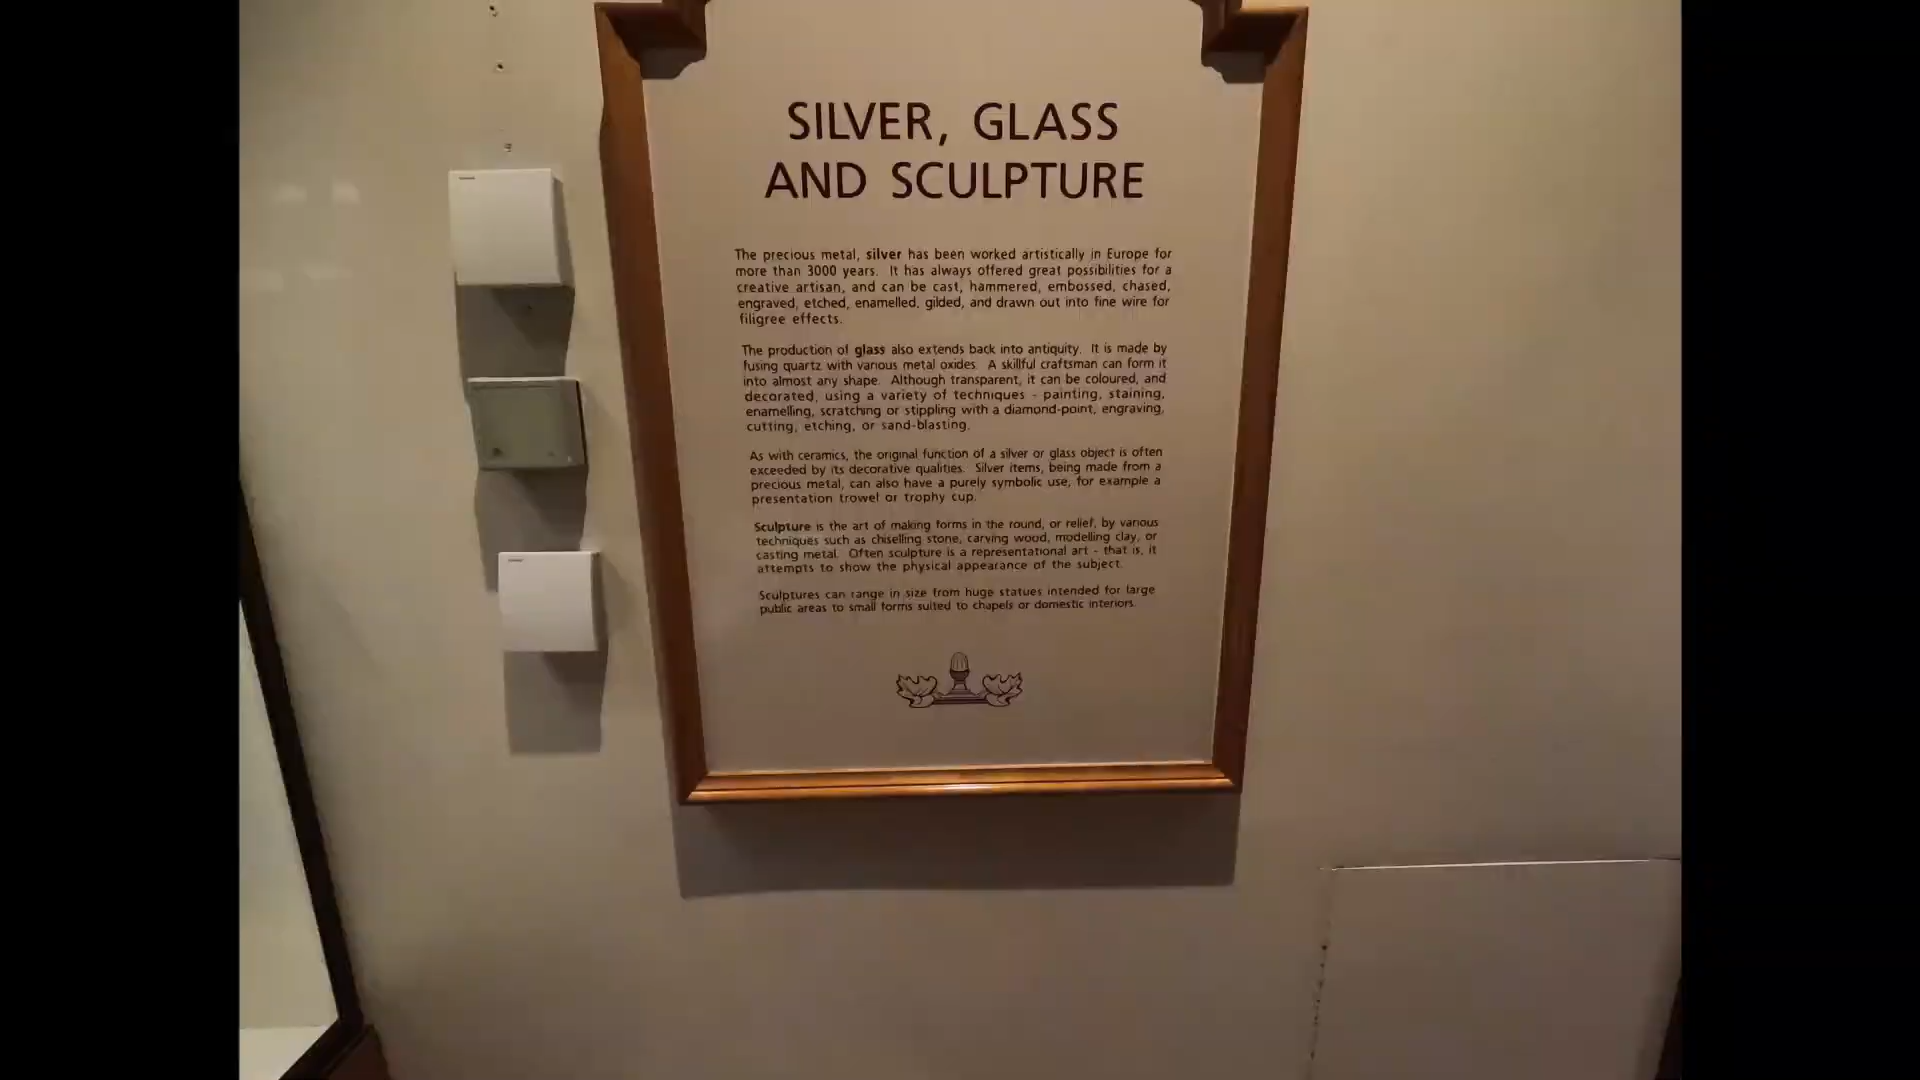 SILVER, GLASS
AND SCULPTURE
The precious metal, silver has been worked artistically in Europe for
more than 3000 years. It has always offered great possibilities for a
creative artisan, and can be cast, hammered, embossed, chased,
engraved, etched, enamelled, gilded, and drawn out into fine wire for
filigree effects.
The production of glass also extends back into antiquity. It is made by
fusing quartz with various metal oxides. A skillful craftsman can form it
into almost any shape. Although transparent, it can be coloured, and
decorated, using a variety of techniques - painting, staining,
enamelling, scratching or stippling with a diamond-point, engraving,
cutting, etching, or sand-blasting.
As with ceramics, the original function of a silver or glass object is often
exceeded by its decorative qualities. Silver items, being made from a
precious metal, can also have a purely symbolic use, for example a
presentation trowel or trophy cup.
Sculpture is the art of making forms in the round, or relief, by various
techniques such as chiselling stone, carving wood, modelling clay, or
casting metal. Often sculpture is a representational art - that is, it
attempts to show the physical appearance of the subject.
Sculptures can range in size from huge statues intended for large
public areas to small forms suited to chapels or domestic interiors.